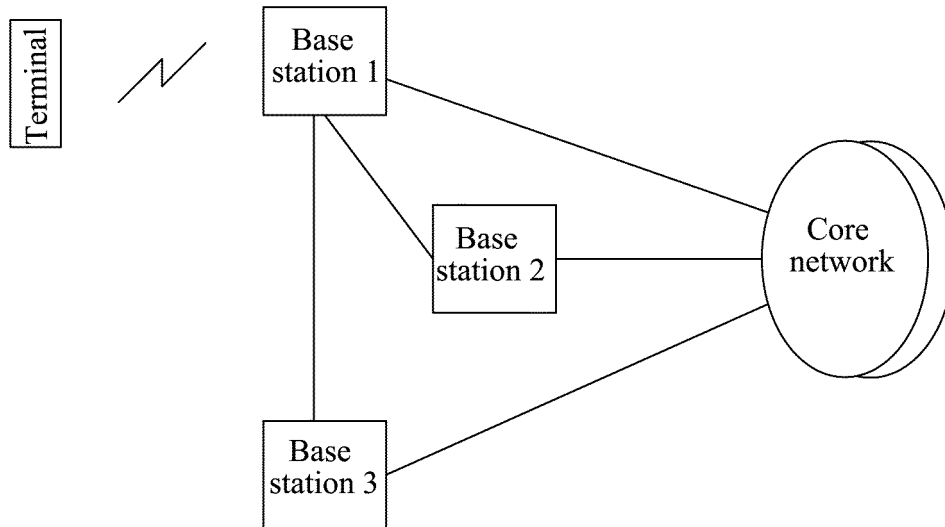 Terminal
Base
station 1
Base
station 2
Core
network
Base
station 3